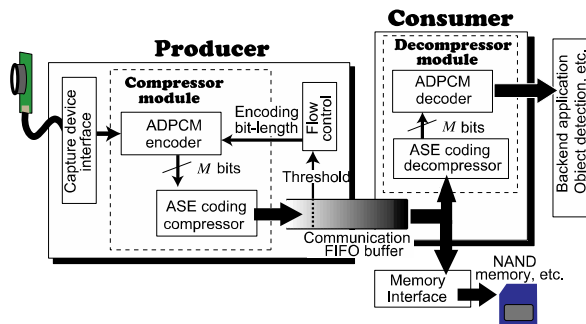 Producer
Consumer
Compressor
module
Decompressor
module
Capture device
interface
ADPCM
encoder
Encoding
bit-length
Flow
control
M bits
Threshold
ASE coding
compressor
Communication
FIFO buffer
ADPCM
decoder
M bits
ASE coding
decompressor
Backend application
Object detection, etc.
Memory
Interface
NAND
memory, etc.